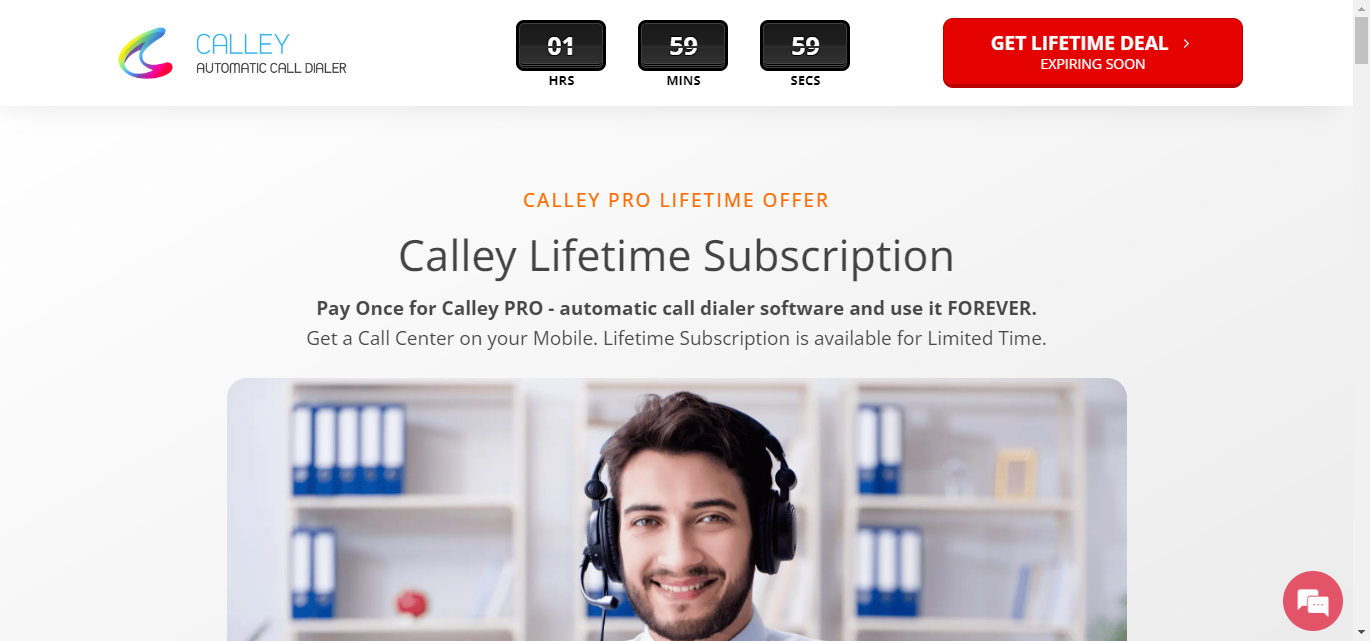 CALLEY
AUTOMATIC CALL DIALER
01 59 59
HRS MINS SECS
GET LIFETIME DEAL >
EXPIRING SOON
CALLEY PRO LIFETIME OFFER
Calley Lifetime Subscription
Pay Once for Calley PRO - automatic call dialer software and use it FOREVER.
Get a Call Center on your Mobile. Lifetime Subscription is available for Limited Time.